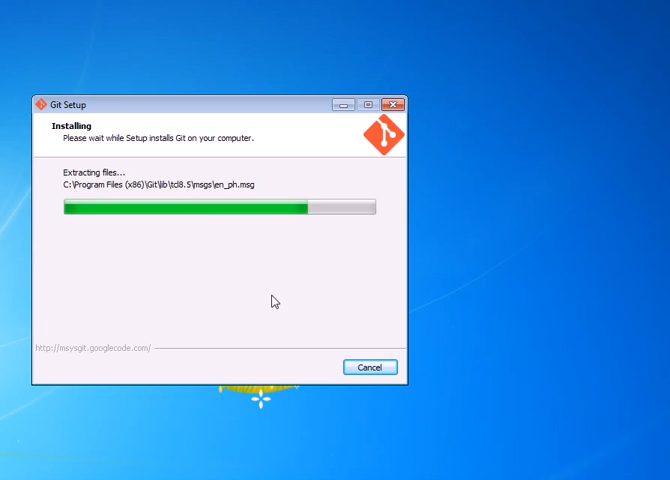 Git Setup
Installing
Please wait while Setup installs Git on your computer.
Extracting files...
C:\Program Files (x86)\Git\lib\tcl8.5\msgs\en_ph.msg
http://msysgit.googlecode.com/
Cancel